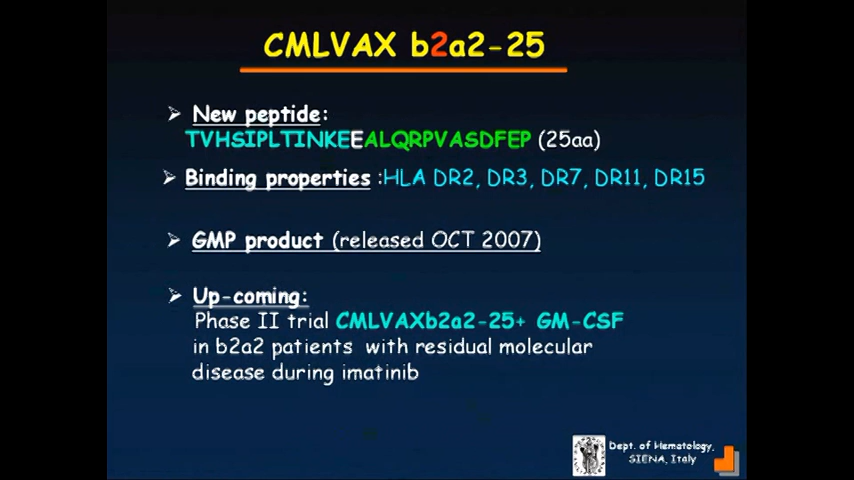 CMLVAX b2a2-25
New peptide:
TVHSIPLTINKEEALQRPVASDFEP (25aa)
Binding properties :HLA DR2, DR3, DR7, DR11, DR15
GMP product (released OCT 2007)
Up-coming:
Phase II trial CMLVAXb2a2-25+ GM-CSF
in b2a2 patients with residual molecular
disease during imatinib
Dept. of Hematology,
SIENA, Italy